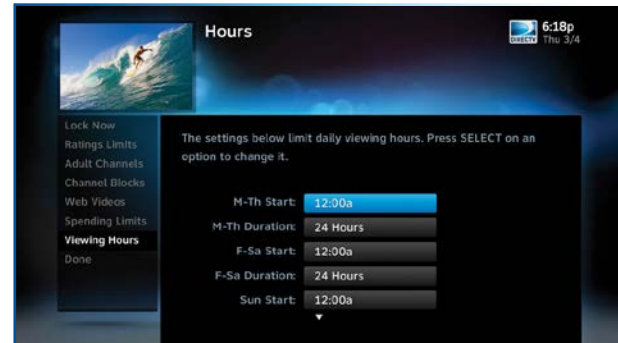 Hours
6:18p
DIRECTV Thu 3/4
Lock Now
Ratings Limits
Adult Channels
Channel Blocks
Web Videos
Spending Limits
Viewing Hours
Done
The settings below limit daily viewing hours. Press SELECT on an
option to change it.
M-Th Start: 12:00a
M-Th Duration: 24 Hours
F-Sa Start: 12:00a
F-Sa Duration: 24 Hours
Sun Start: 12:00a